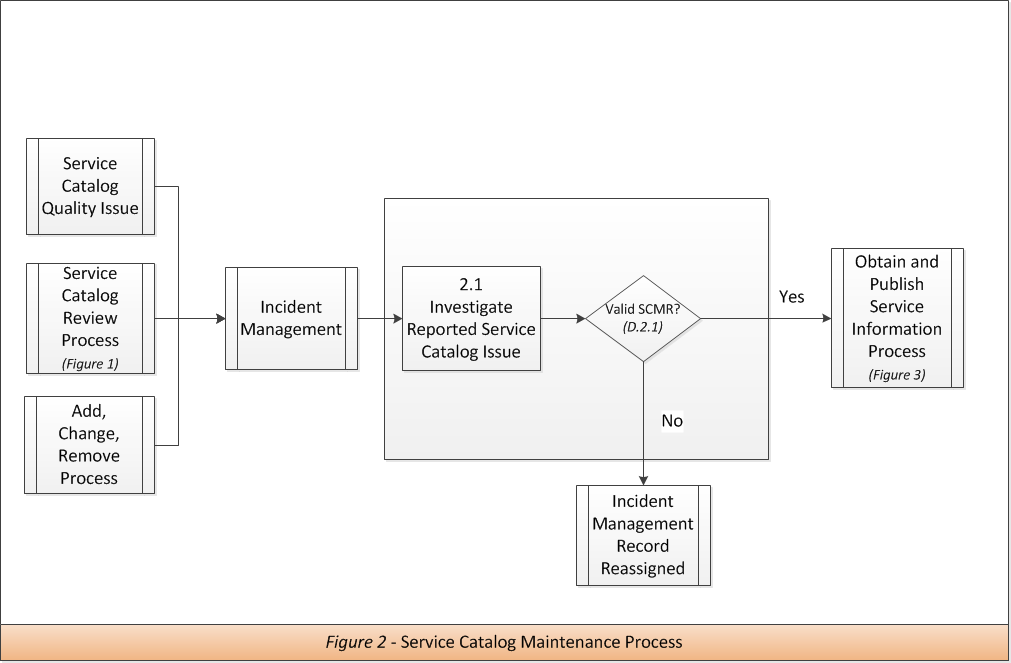 Service
Catalog
Quality Issue
Service
Catalog
Review
Process
(Figure 1)
Add,
Change,
Remove
Process
Incident
Management
2.1
Investigate
Reported Service
Catalog Issue
Valid SCMR?
(D.2.1)
Yes
No
Obtain and
Publish
Service
Information
Process
(Figure 3)
Incident
Management
Record
Reassigned
Figure 2 - Service Catalog Maintenance Process